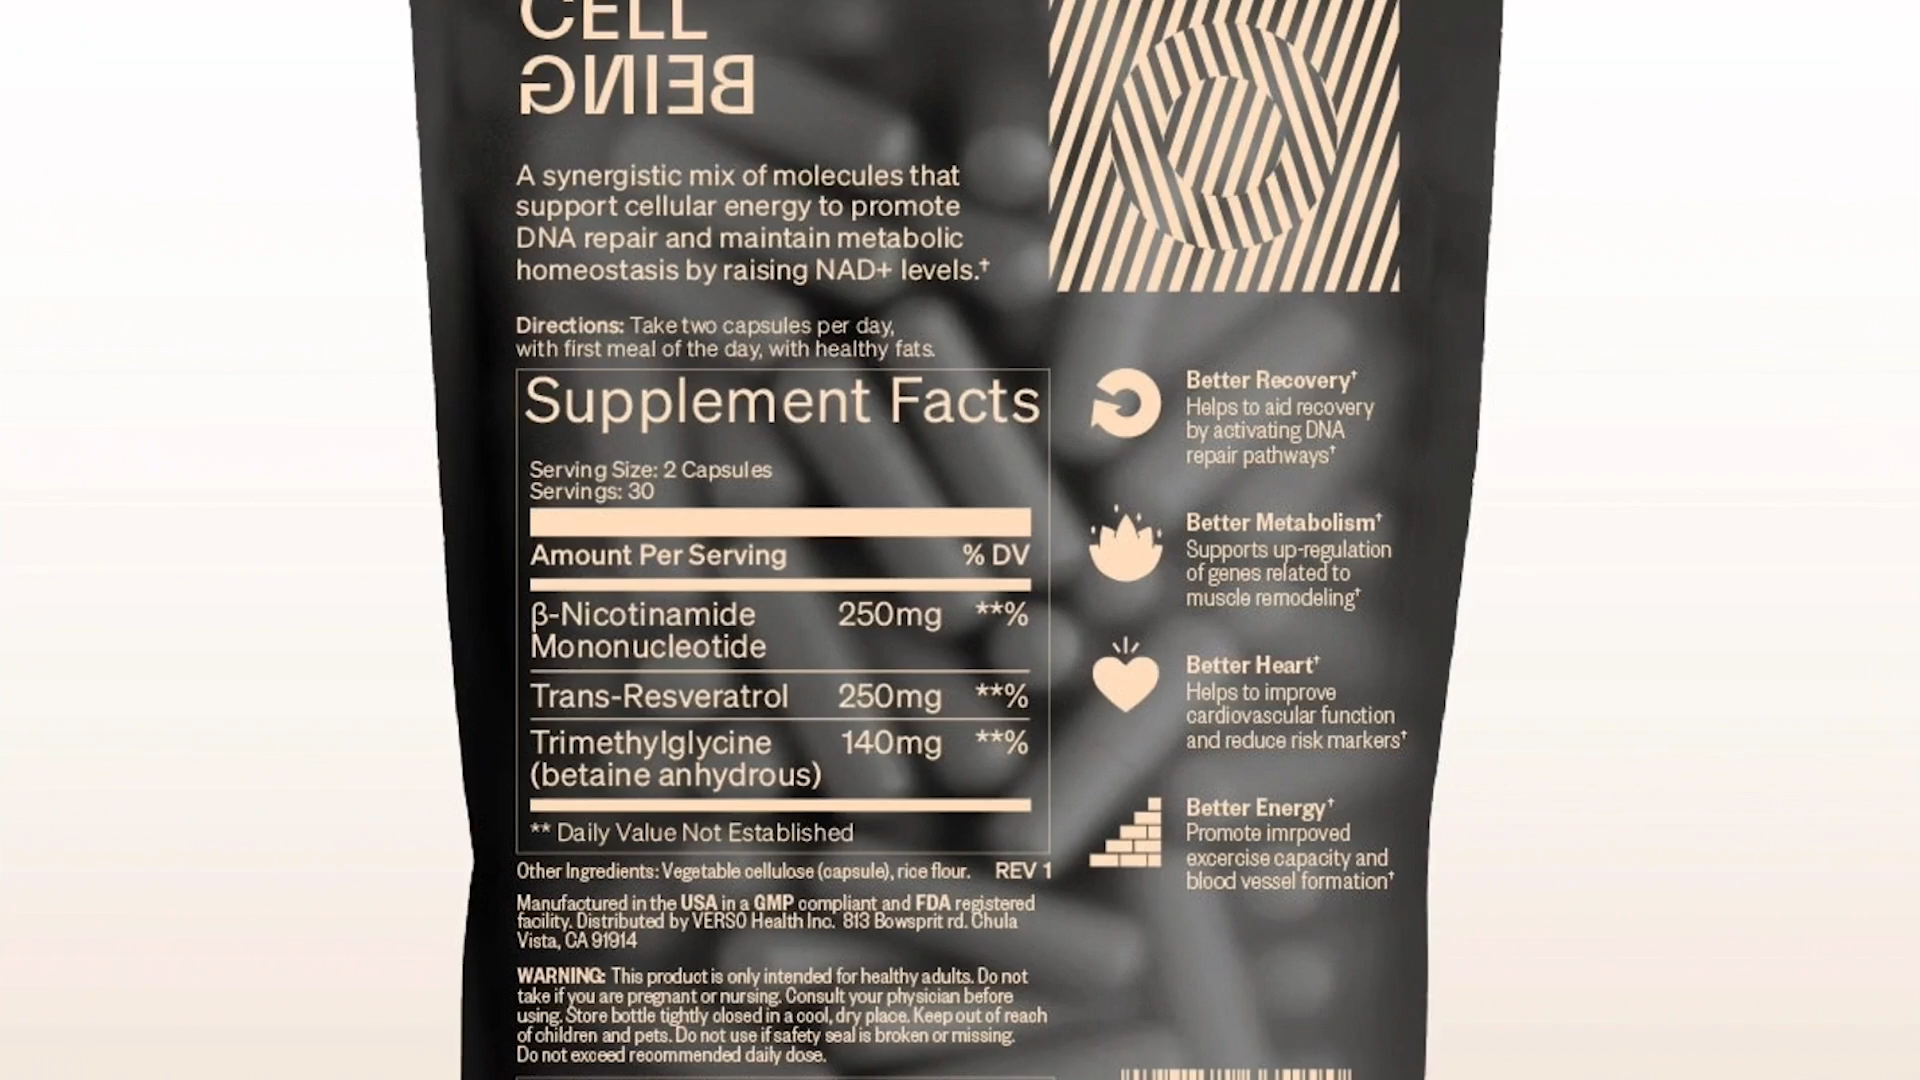 CELL
BEING
A synergistic mix of molecules that
support cellular energy to promote
DNA repair and maintain metabolic
homeostasis by raising NAD+ levels.†
Directions: Take two capsules per day,
with first meal of the day, with healthy fats.
Supplement Facts
Serving Size: 2 Capsules
Servings: 30
Amount Per Serving % DV
β-Nicotinamide 250mg **%
Mononucleotide
Trans-Resveratrol 250mg **%
Trimethylglycine 140mg **%
(betaine anhydrous)
** Daily Value Not Established
Other Ingredients: Vegetable cellulose (capsule), rice flour. REV 1
Manufactured in the USA in a GMP compliant and FDA registered
facility. Distributed by VERSO Health Inc. 813 Bowsprit rd. Chula
Vista, CA 91914
WARNING: This product is only intended for healthy adults. Do not
take if you are pregnant or nursing. Consult your physician before
using. Store bottle tightly closed in a cool, dry place. Keep out of reach
of children and pets. Do not use if safety seal is broken or missing.
Do not exceed recommended daily dose.
Better Recovery†
Helps to aid recovery
by activating DNA
repair pathways†
Better Metabolism†
Supports up-regulation
of genes related to
muscle remodeling†
Better Heart†
Helps to improve
cardiovascular function
and reduce risk markers†
Better Energy†
Promote imrpoved
excercise capacity and
blood vessel formation†